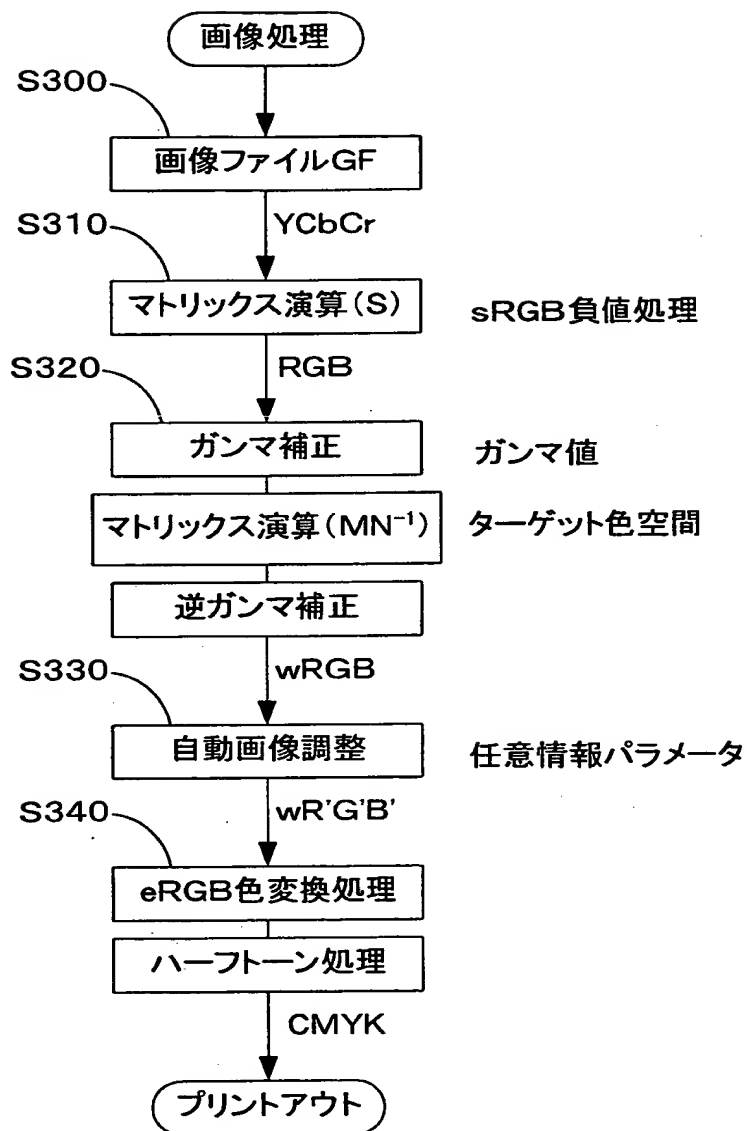 画像処理
S300
画像ファイルGF
S310
YCbCr
マトリックス演算(S)
sRGB負値処理
S320
RGB
ガンマ補正
ガンマ値
マトリックス演算(MN⁻¹)
ターゲット色空間
逆ガンマ補正
S330
wRGB
自動画像調整
任意情報パラメータ
S340
wR'G'B'
eRGB色変換処理
ハーフトーン処理
CMYK
プリントアウト